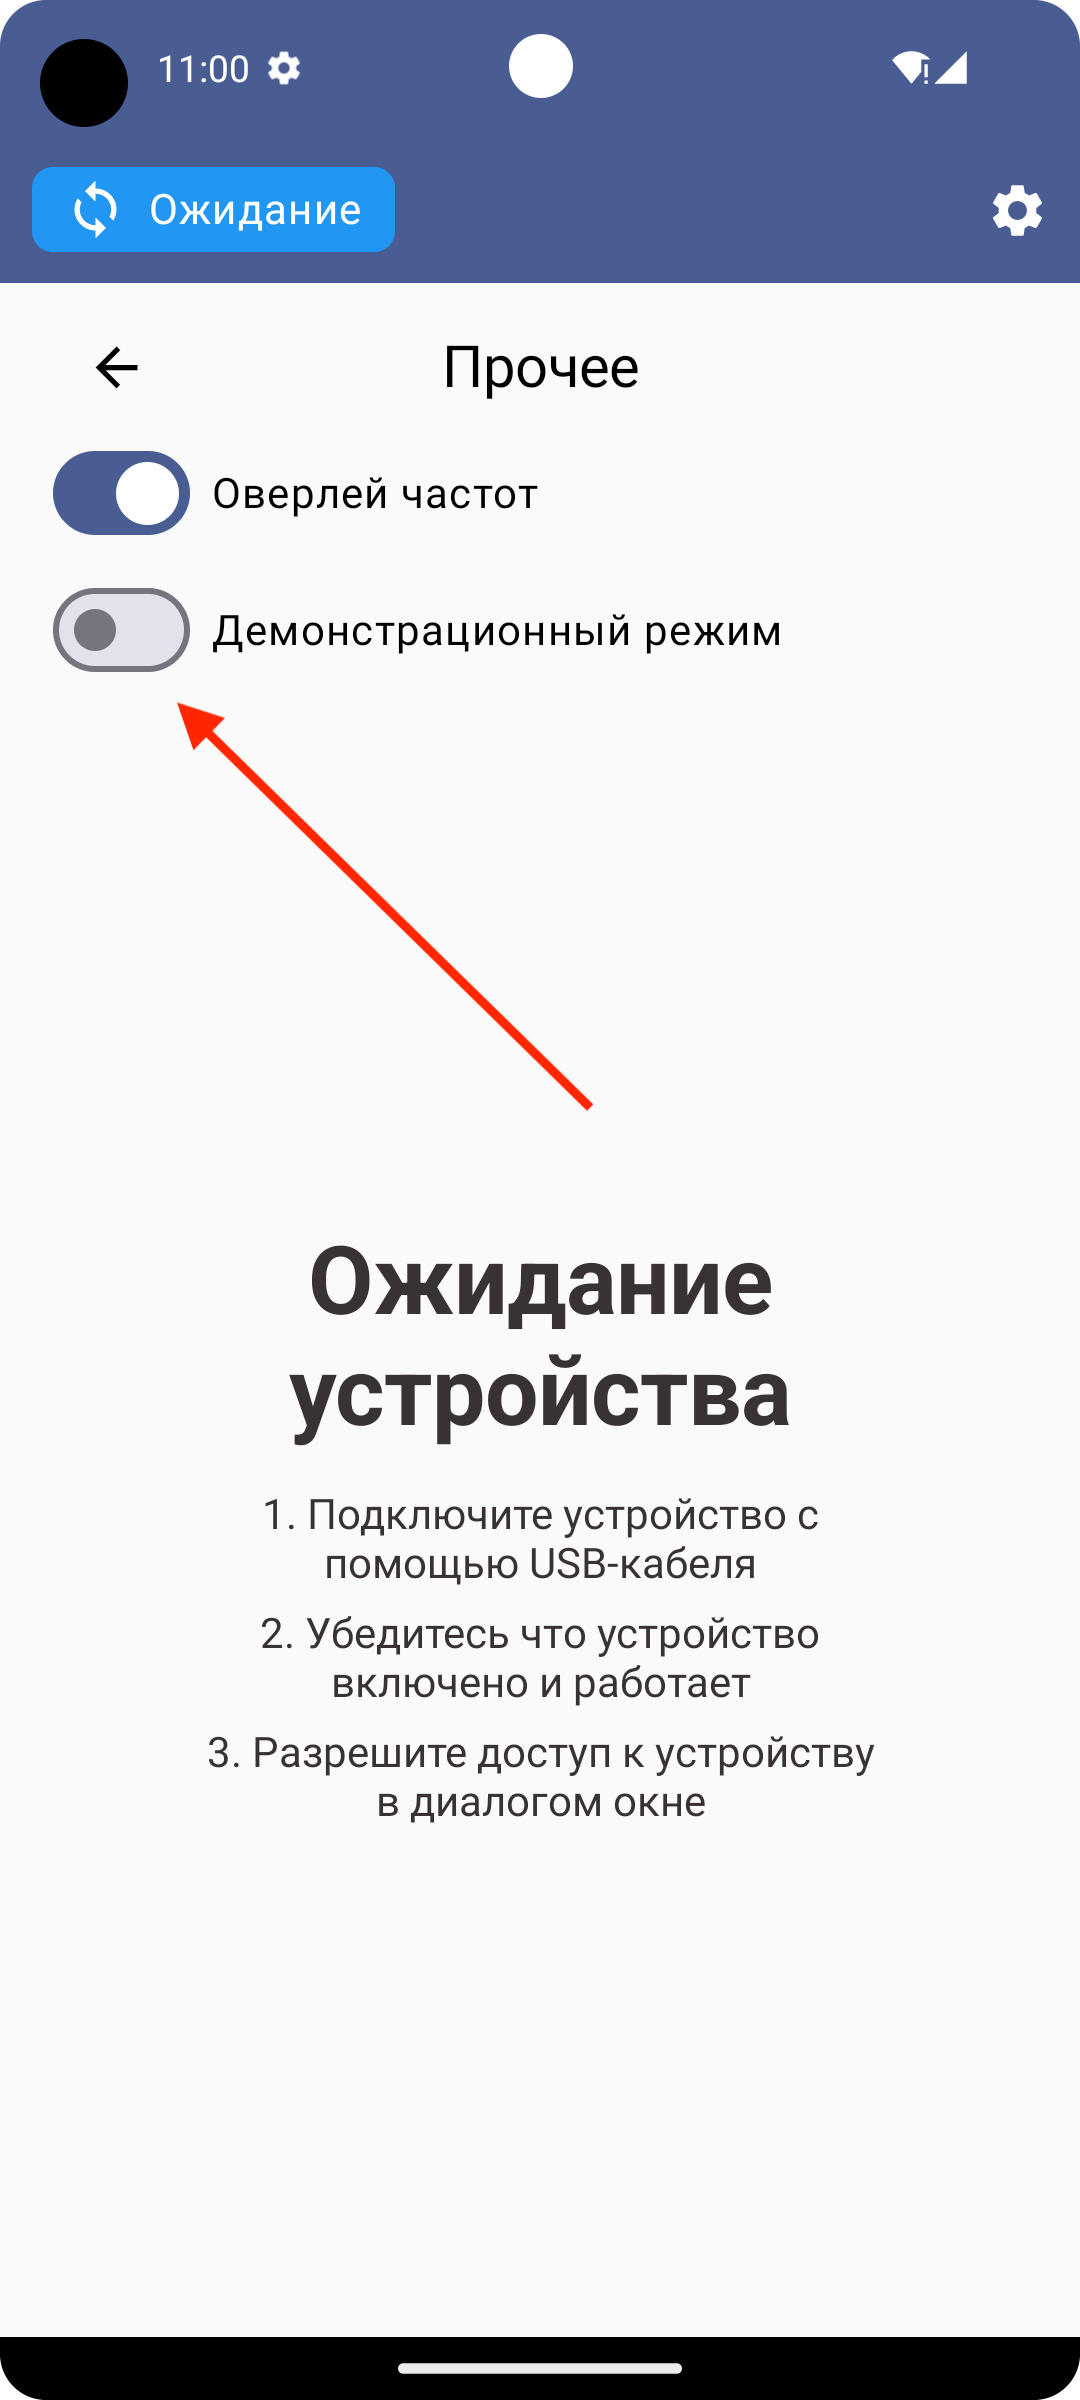 11:00
Ожидание
Прочее
Оверлей частот
Демонстрационный режим
Ожидание
устройства
1. Подключите устройство с
помощью USB-кабеля
2. Убедитесь что устройство
включено и работает
3. Разрешите доступ к устройству
в диалогом окне